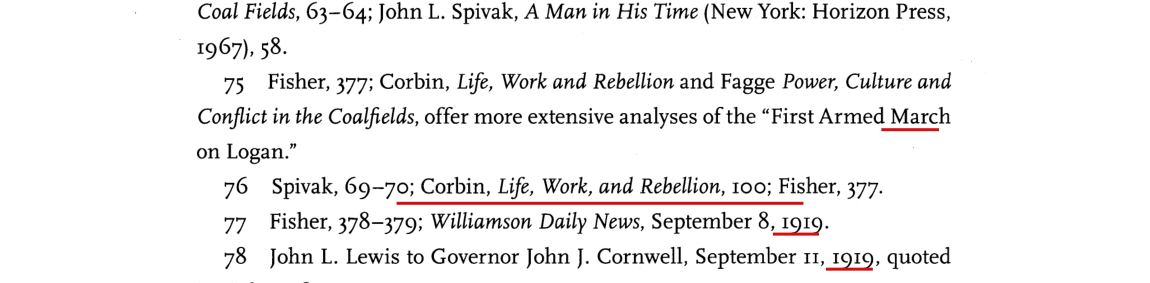 Coal Fields, 63–64; John L. Spivak, A Man in His Time (New York: Horizon Press,
1967), 58.
75 Fisher, 377; Corbin, Life, Work and Rebellion and Fagge Power, Culture and
Conflict in the Coalfields, offer more extensive analyses of the “First Armed March
on Logan.”
76 Spivak, 69–70; Corbin, Life, Work, and Rebellion, 100; Fisher, 377.
77 Fisher, 378–379; Williamson Daily News, September 8, 1919.
78 John L. Lewis to Governor John J. Cornwell, September 11, 1919, quoted